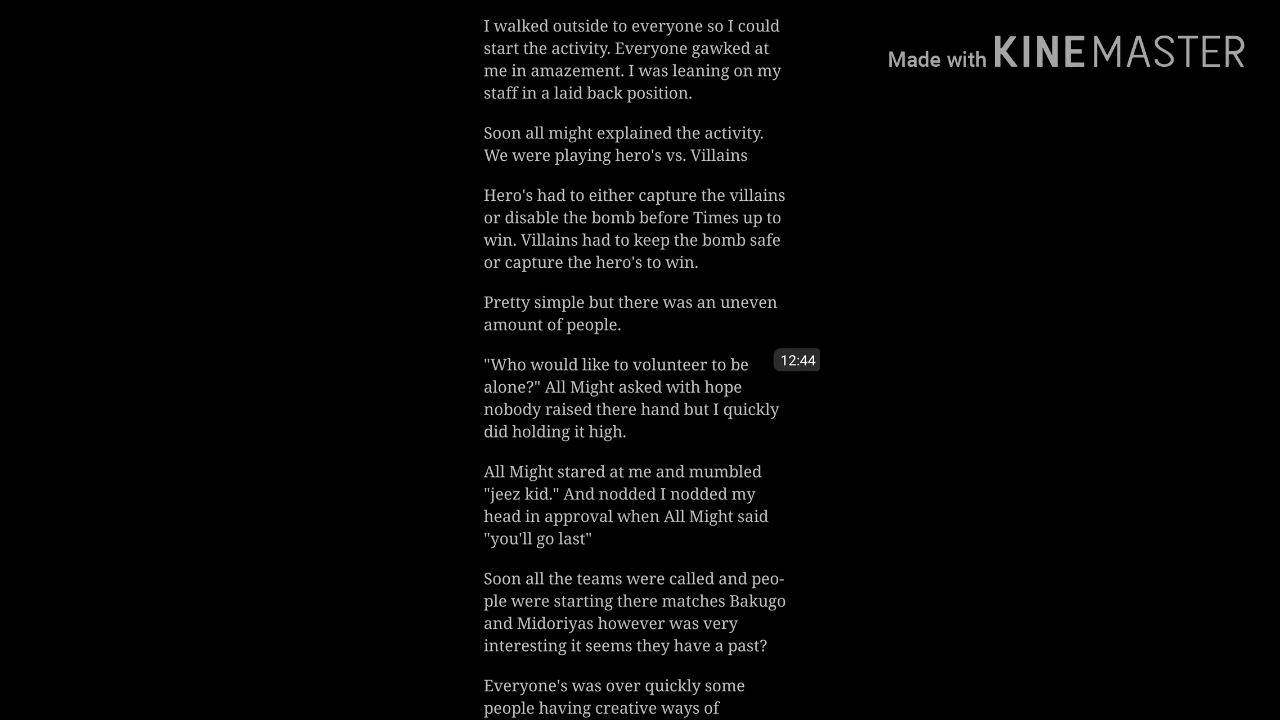 Made with KINEMASTER
I walked outside to everyone so I could
start the activity. Everyone gawked at
me in amazement. I was leaning on my
staff in a laid back position.
Soon all might explained the activity.
We were playing hero's vs. Villains
Hero's had to either capture the villains
or disable the bomb before Times up to
win. Villains had to keep the bomb safe
or capture the hero's to win.
Pretty simple but there was an uneven
amount of people.
"Who would like to volunteer to be
12:44
alone?" All Might asked with hope
nobody raised there hand but I quickly
did holding it high.
All Might stared at me and mumbled
"jeez kid." And nodded I nodded my
head in approval when All Might said
"you'll go last"
Soon all the teams were called and peo-
ple were starting there matches Bakugo
and Midoriyas however was very
interesting it seems they have a past?
Everyone's was over quickly some
people having creative ways of